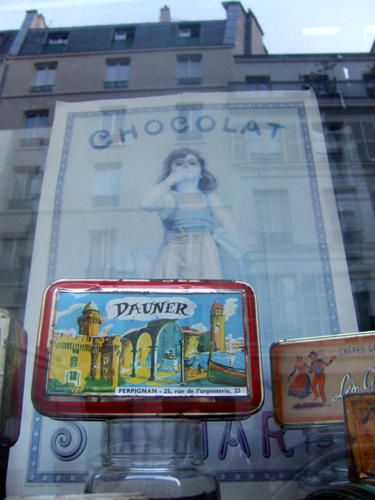 CHOCOLAT
DAUNER
PERPIGNAN - 25, rue de l'argenterie, 25
CRÊPES
Les